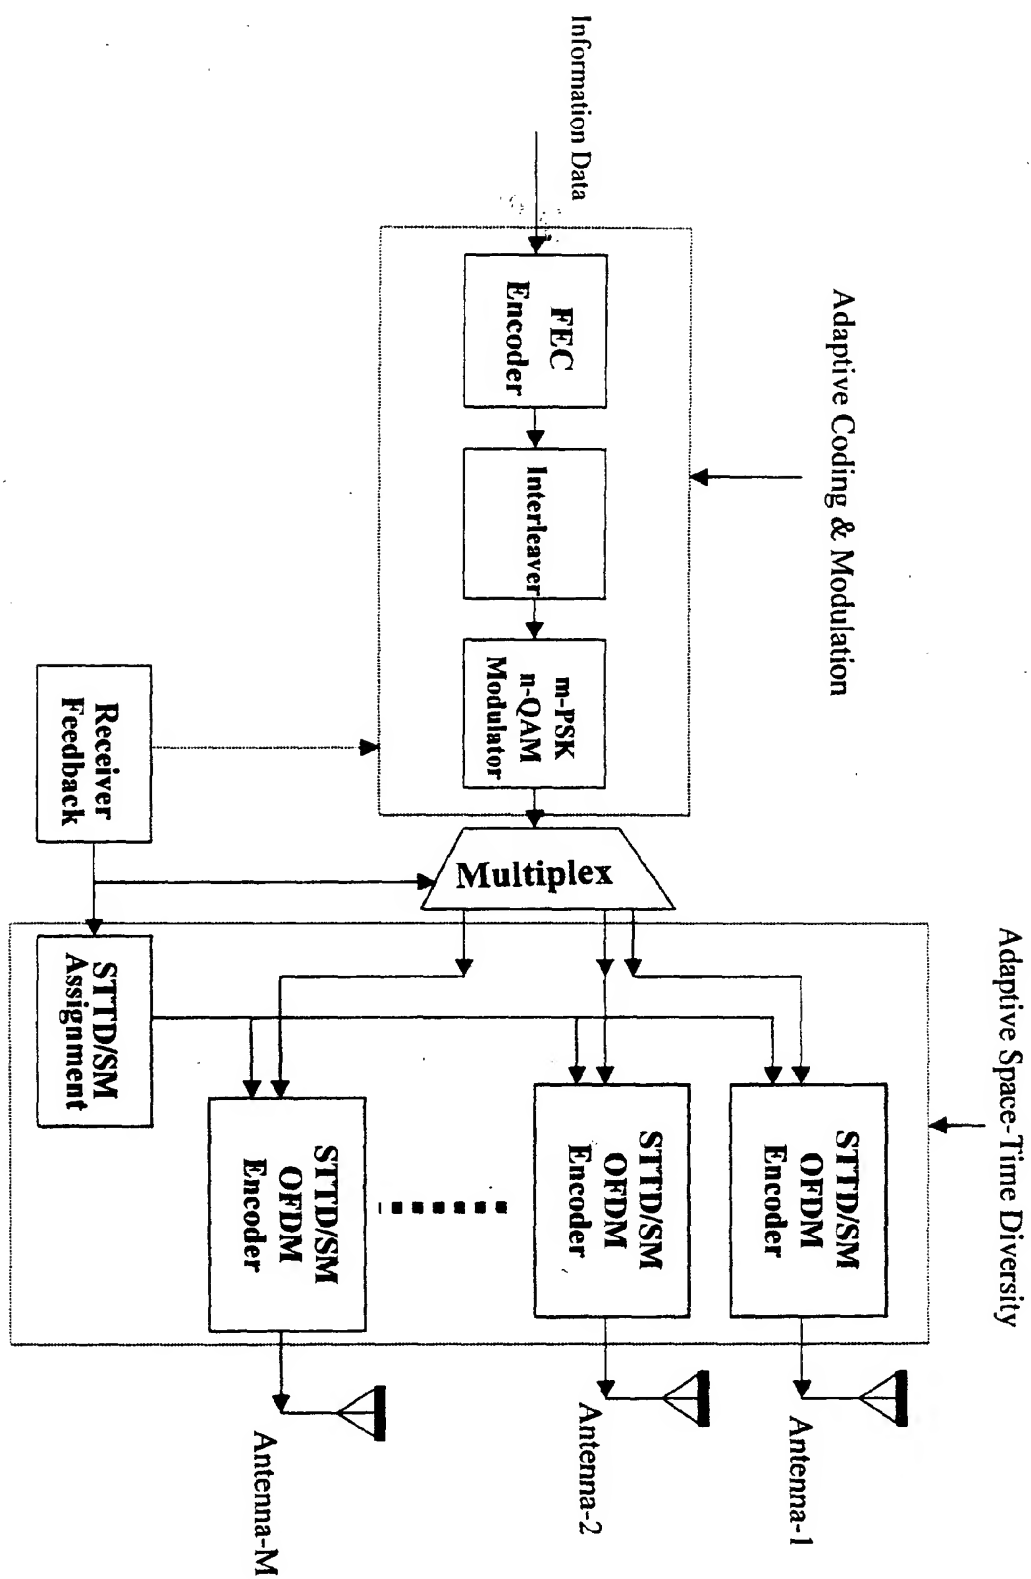 Adaptive Coding & Modulation
Adaptive Space-Time Diversity
Information Data
FEC
Encoder
Interleaver
m-PSK
n-QAM
Modulator
Multiplex
STTD/SM
OFDM
Encoder
Antenna-1
STTD/SM
OFDM
Encoder
Antenna-2
STTD/SM
OFDM
Encoder
Antenna-M
Receiver
Feedback
STTD/SM
Assignment